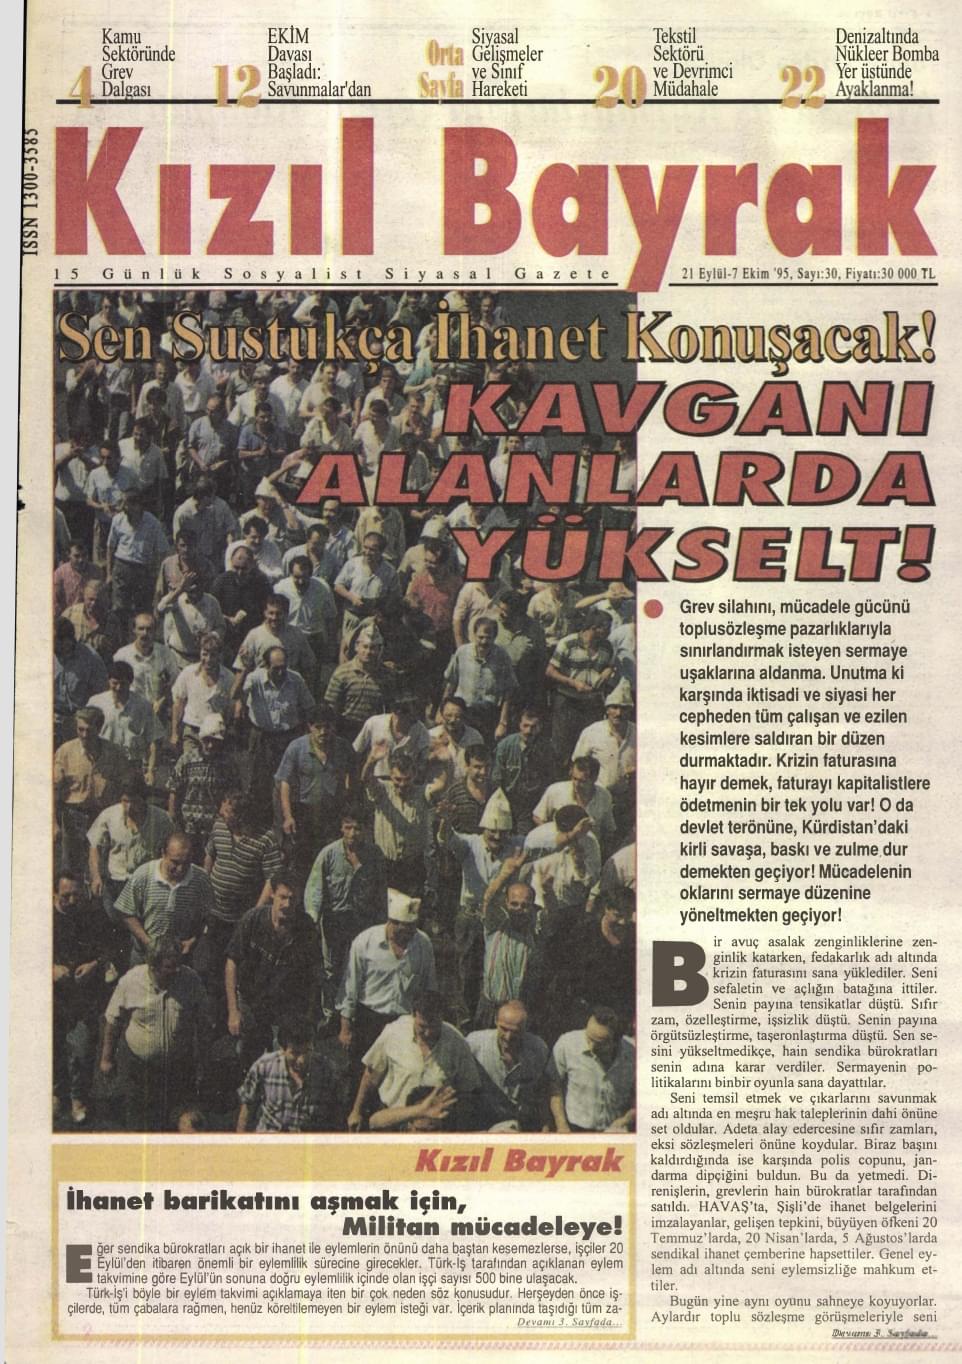 Kamu
Sektöründe
Grev
Dalgası
4
EKİM
Davası
Başladı:
Savunmalar'dan
12
Siyasal
Gelişmeler
ve Sınıf
Hareketi
Orta
Sayfa
Tekstil
Sektörü
ve Devrimci
Müdahale
20
Denizaltında
Nükleer Bomba
Yer üstünde
Ayaklanma!
22
ISSN 1300-3585
Kızıl Bayrak
15 Günlük Sosyalist Siyasal Gazete
21 Eylül-7 Ekim '95, Sayı:30, Fiyatı:30 000 TL
Sen Sustukça İhanet Konuşacak!
KAVGANI
ALANLARDA
YÜKSELT!
Grev silahını, mücadele gücünü
toplusözleşme pazarlıklarıyla
sınırlandırmak isteyen sermaye
uşaklarına aldanma. Unutma ki
karşında iktisadi ve siyasi her
cepheden tüm çalışan ve ezilen
kesimlere saldıran bir düzen
durmaktadır. Krizin faturasına
hayır demek, faturayı kapitalistlere
ödetmenin bir tek yolu var! O da
devlet terönüne, Kürdistan'daki
kirli savaşa, baskı ve zulme dur
demekten geçiyor! Mücadelenin
oklarını sermaye düzenine
yöneltmekten geçiyor!
Bir avuç asalak zenginliklerine zen-
ginlik katarken, fedakarlık adı altında
krizin faturasını sana yüklediler. Seni
sefaletin ve açlığın batağına ittiler.
Senin payına tensikatlar düştü. Sıfır
zam, özelleştirme, işsizlik düştü. Senin payına
örgütsüzleştirme, taşeronlaştırma düştü. Sen se-
sini yükseltmedikçe, hain sendika bürokratları
senin adına karar verdiler. Sermayenin po-
litikalarını binbir oyunla sana dayattılar.
Seni temsil etmek ve çıkarlarını savunmak
adı altında en meşru hak taleplerinin dahi önüne
set oldular. Adeta alay edercesine sıfır zamları,
eksi sözleşmeleri önüne koydular. Biraz başını
kaldırdığında ise karşında polis copunu, jan-
darma dipçiğini buldun. Bu da yetmedi. Di-
renişlerin, grevlerin hain bürokratlar tarafından
satıldı. HAVAŞ'ta, Şişli'de ihanet belgelerini
imzalayanlar, gelişen tepkini, büyüyen öfkeni 20
Temmuz'larda, 20 Nisan'larda, 5 Ağustos'larda
sendikal ihanet çemberine hapsettiler. Genel ey-
lem adı altında seni eylemsizliğe mahkum et-
tiler.
Bugün yine aynı oyunu sahneye koyuyorlar.
Aylardır toplu sözleşme görüşmeleriyle seni
Devamı 3. Sayfada...
Kızıl Bayrak
İhanet barikatını aşmak için,
Militan mücadeleye!
Eğer sendika bürokratları açık bir ihanet ile eylemlerin önünü daha baştan kesemezlerse, işçiler 20
Eylül'den itibaren önemli bir eylemlilik sürecine girecekler. Türk-İş tarafından açıklanan eylem
takvimine göre Eylül'ün sonuna doğru eylemlilik içinde olan işçi sayısı 500 bine ulaşacak.
Türk-İş'i böyle bir eylem takvimi açıklamaya iten bir çok neden söz konusudur. Herşeyden önce iş-
çilerde, tüm çabalara rağmen, henüz köreltilemeyen bir eylem isteği var. İçerik planında taşıdığı tüm za-
Devamı 3. Sayfada...